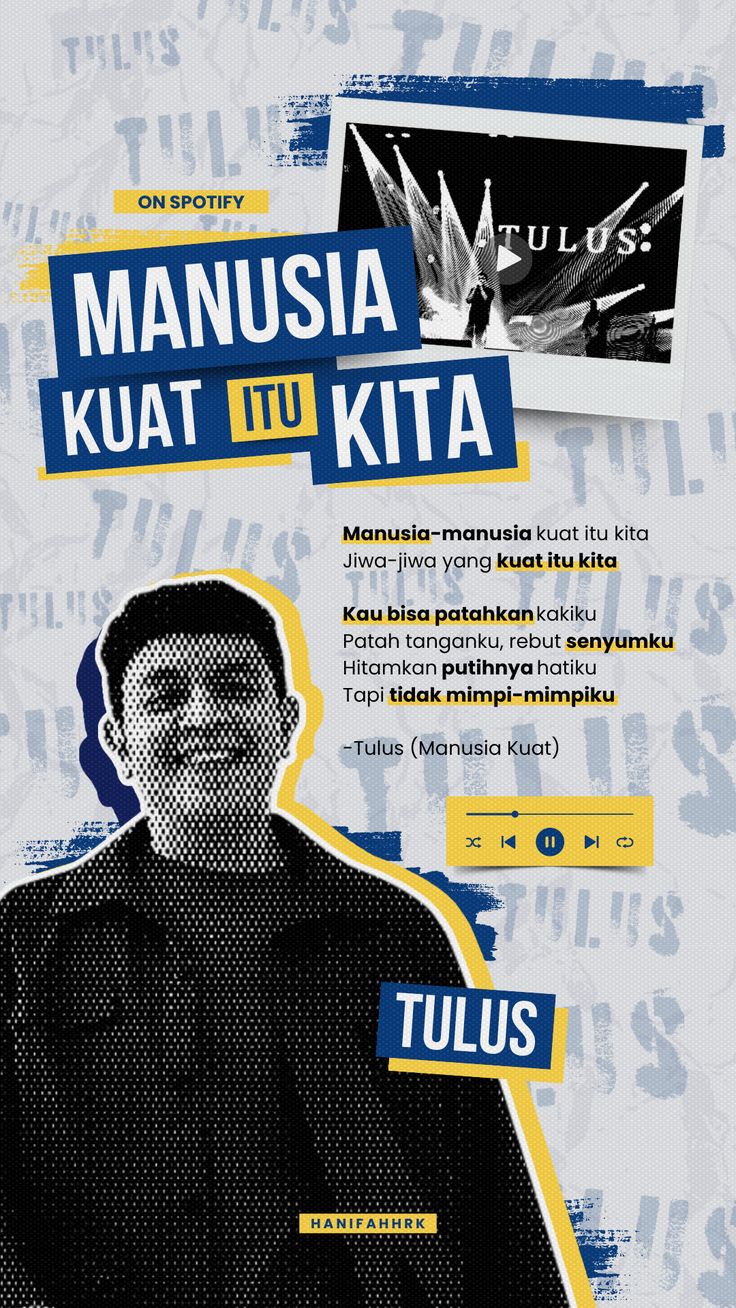 ON SPOTIFY
TULUS:
MANUSIA
KUAT ITU KITA
Manusia-manusia kuat itu kita
Jiwa-jiwa yang kuat itu kita
Kau bisa patahkan kakiku
Patah tanganku, rebut senyumku
Hitamkan putihnya hatiku
Tapi tidak mimpi-mimpiku
-Tulus (Manusia Kuat)
TULUS
HANIFAHHRK